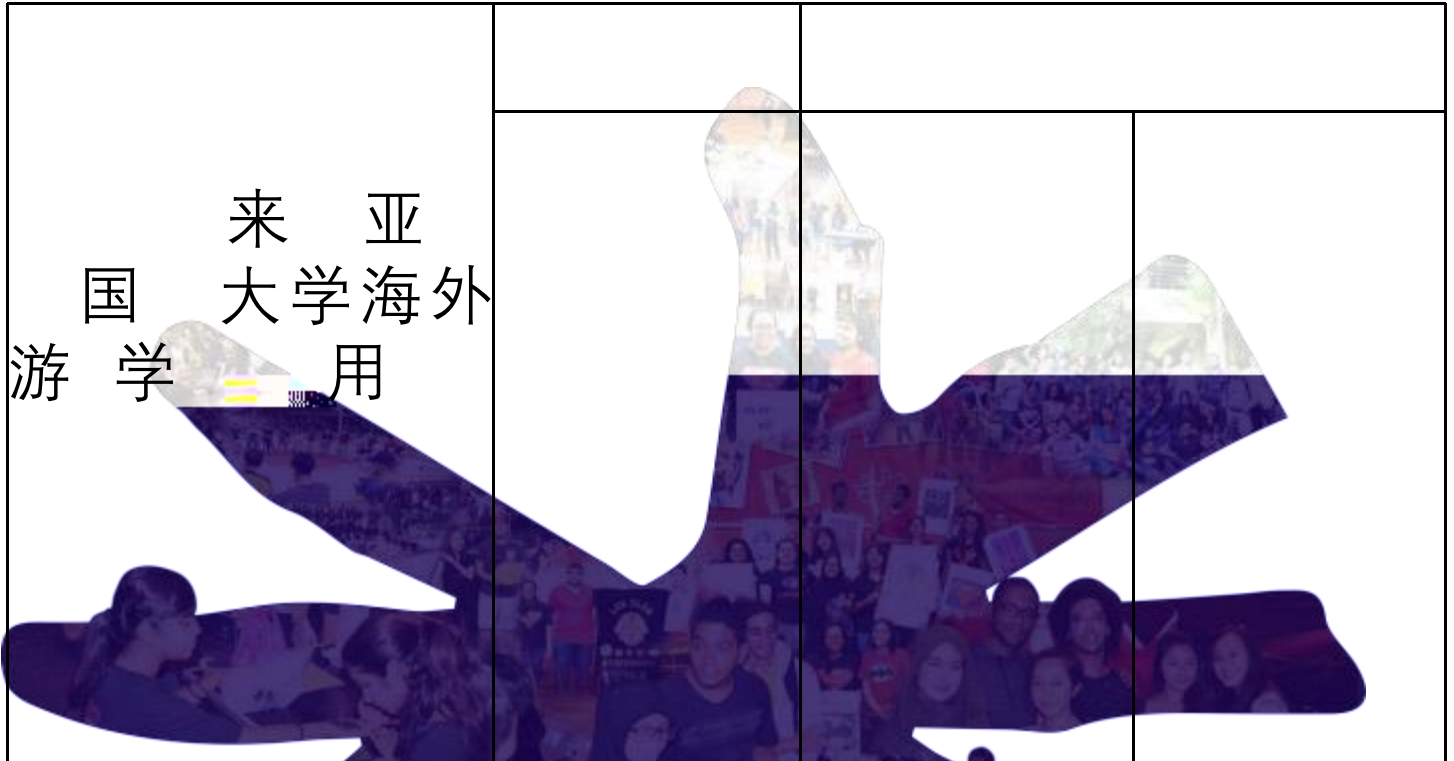 来 亚
国 大学海外
游 学 用